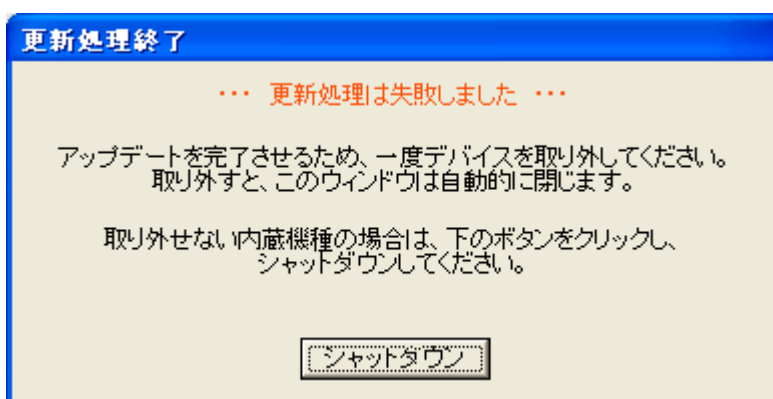 更新処理終了
・・・ 更新処理は失敗しました ・・・
アップデートを完了させるため、一度デバイスを取り外してください。
取り外すと、このウィンドウは自動的に閉じます。
取り外せない内蔵機種の場合は、下のボタンをクリックし、
シャットダウンしてください。
シャットダウン